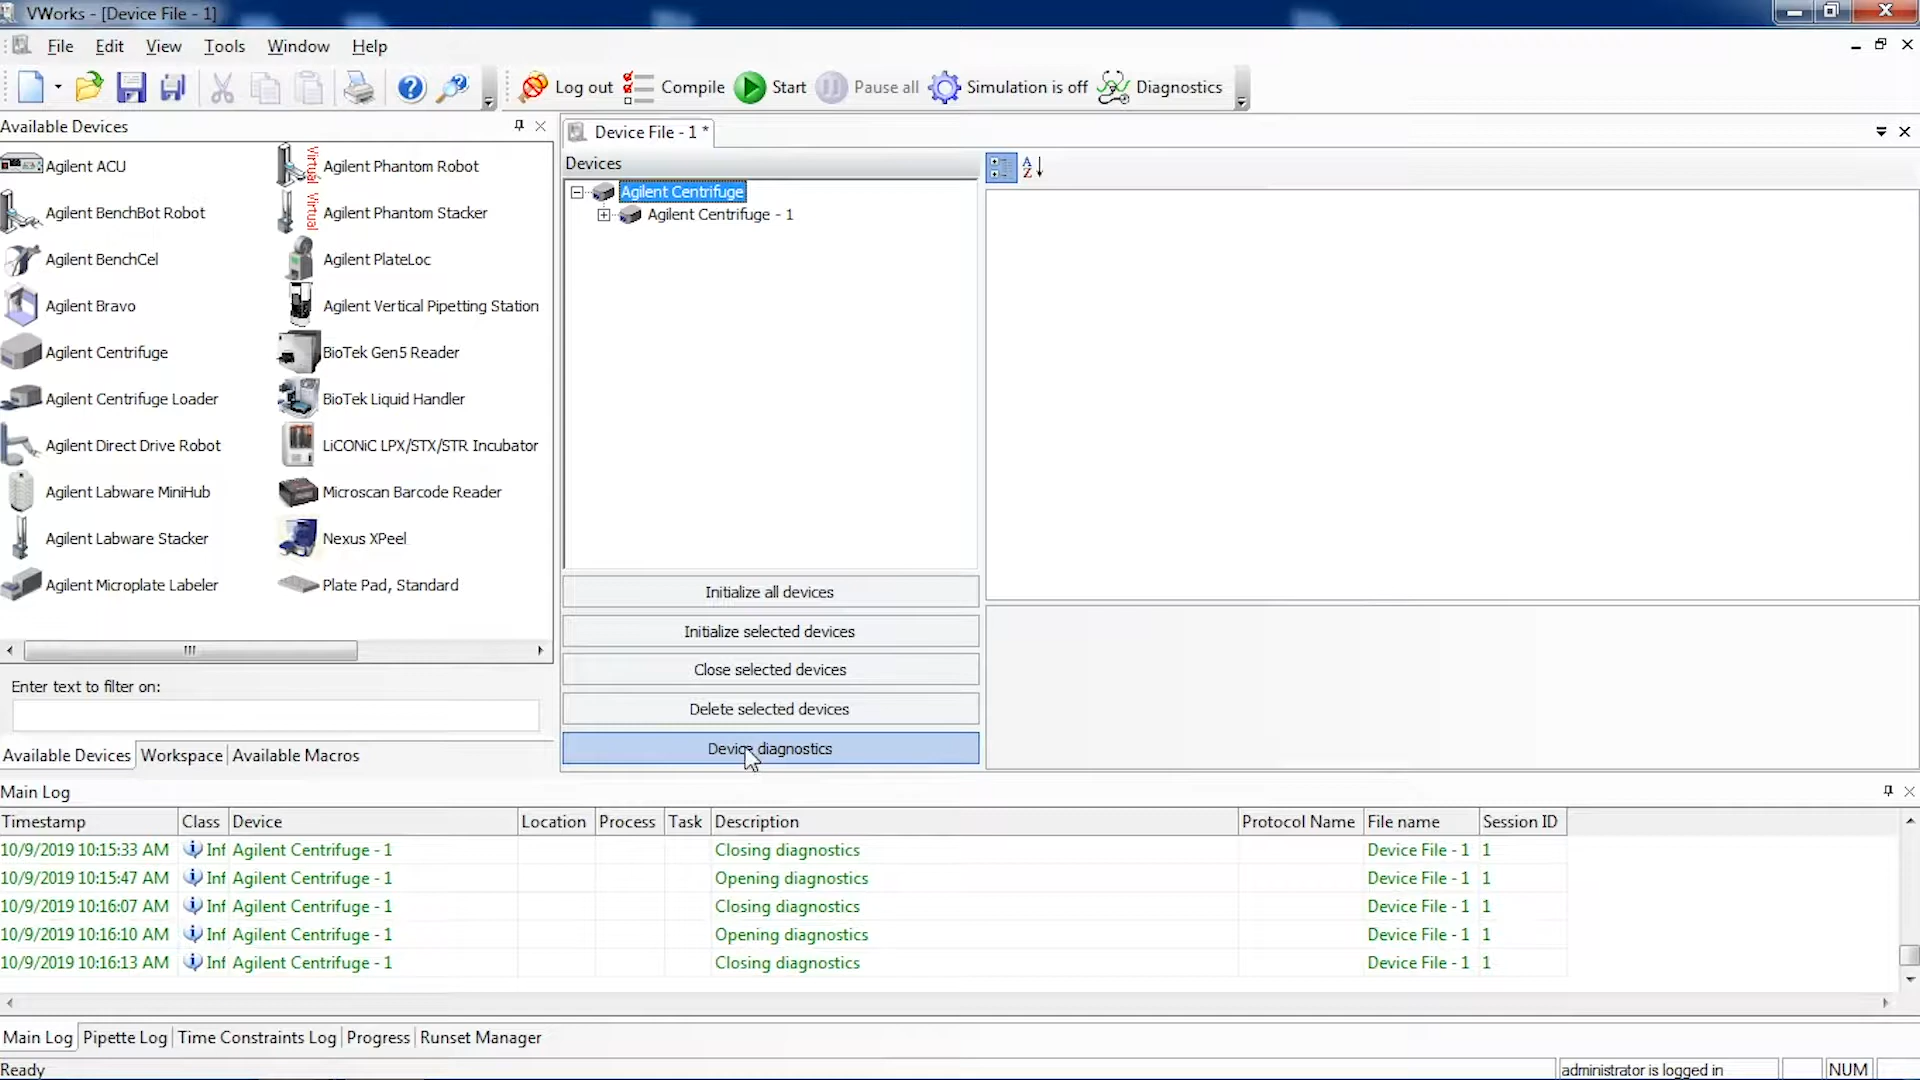 VWorks - [Device File - 1]
File Edit View Tools Window Help
Log out Compile Start Pause all Simulation is off Diagnostics
Available Devices
Agilent ACU
Agilent BenchBot Robot
Agilent BenchCel
Agilent Bravo
Agilent Centrifuge
Agilent Centrifuge Loader
Agilent Direct Drive Robot
Agilent Labware MiniHub
Agilent Labware Stacker
Agilent Microplate Labeler
Virtual Agilent Phantom Robot
Virtual Agilent Phantom Stacker
Agilent PlateLoc
Agilent Vertical Pipetting Station
BioTek Gen5 Reader
BioTek Liquid Handler
LiCONiC LPX/STX/STR Incubator
Microscan Barcode Reader
Nexus XPeel
Plate Pad, Standard
Enter text to filter on:
Available Devices Workspace Available Macros
Device File - 1 *
Devices
Agilent Centrifuge
Agilent Centrifuge - 1
Initialize all devices
Initialize selected devices
Close selected devices
Delete selected devices
Device diagnostics
A
Z
Main Log
Timestamp Class Device Location Process Task Description Protocol Name File name Session ID
10/9/2019 10:15:33 AM Inf Agilent Centrifuge - 1 Closing diagnostics Device File - 1 1
10/9/2019 10:15:47 AM Inf Agilent Centrifuge - 1 Opening diagnostics Device File - 1 1
10/9/2019 10:16:07 AM Inf Agilent Centrifuge - 1 Closing diagnostics Device File - 1 1
10/9/2019 10:16:10 AM Inf Agilent Centrifuge - 1 Opening diagnostics Device File - 1 1
10/9/2019 10:16:13 AM Inf Agilent Centrifuge - 1 Closing diagnostics Device File - 1 1
Main Log Pipette Log Time Constraints Log Progress Runset Manager
Ready administrator is logged in NUM